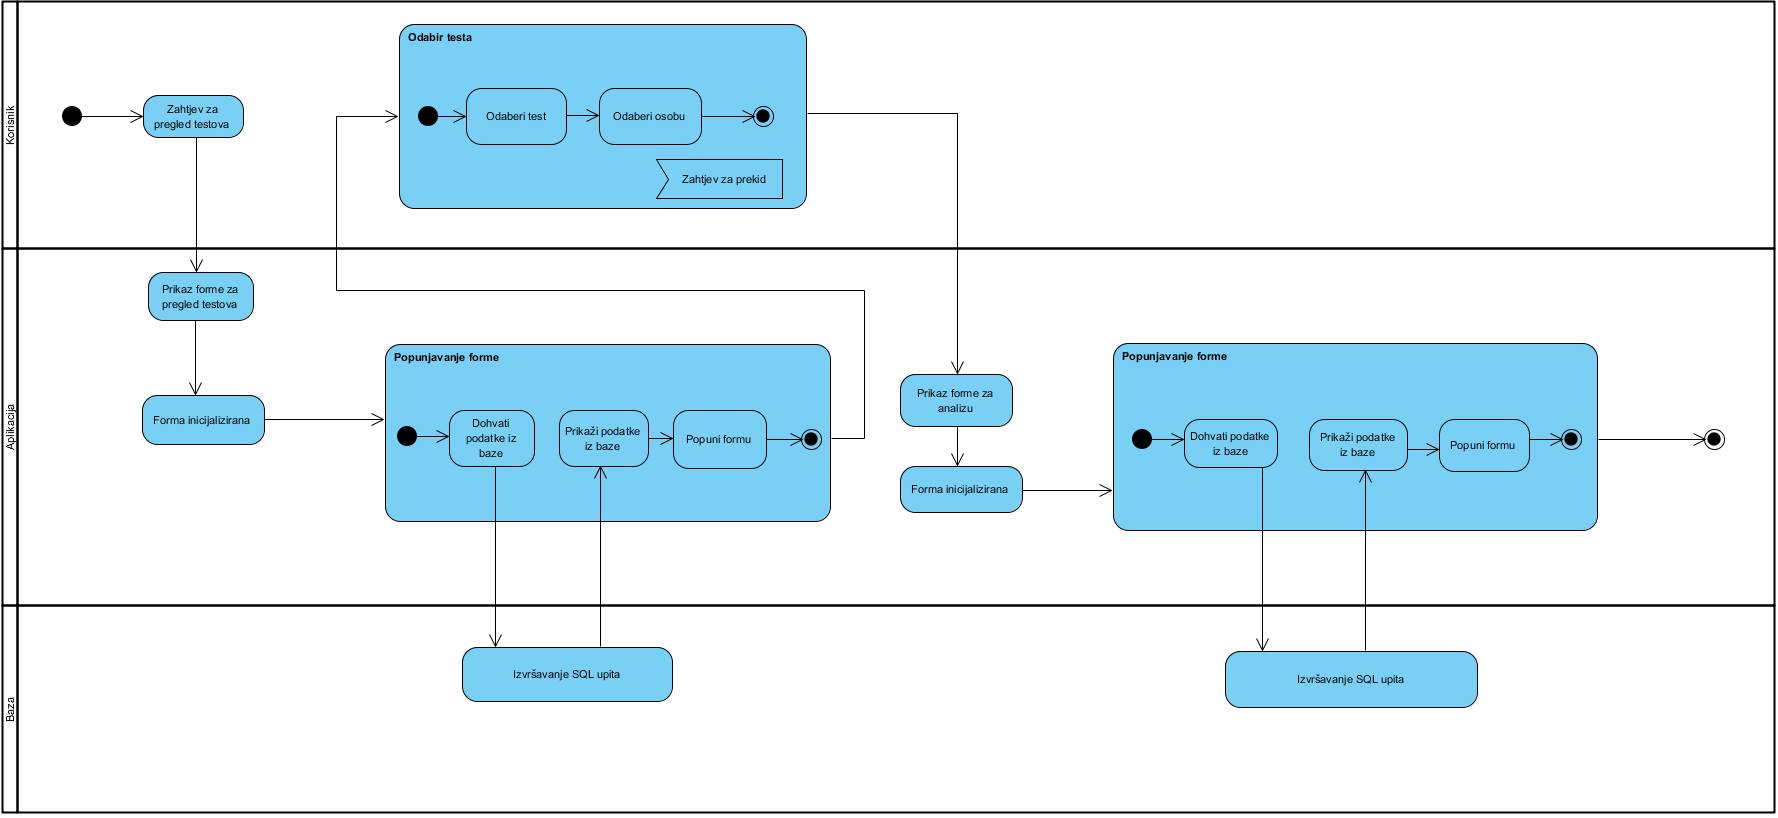 Korisnik
Odabir testa
Zahtjev za
pregled testova
Odaberi test
Odaberi osobu
Zahtjev za prekid
Aplikacija
Prikaz forme za
pregled testova
Forma inicijalizirana
Popunjavanje forme
Dohvati
podatke iz
baze
Prikaži podatke
iz baze
Popuni formu
Prikaz forme za
analizu
Forma inicijalizirana
Popunjavanje forme
Dohvati podatke
iz baze
Prikaži podatke
iz baze
Popuni formu
Baza
Izvršavanje SQL upita
Izvršavanje SQL upita